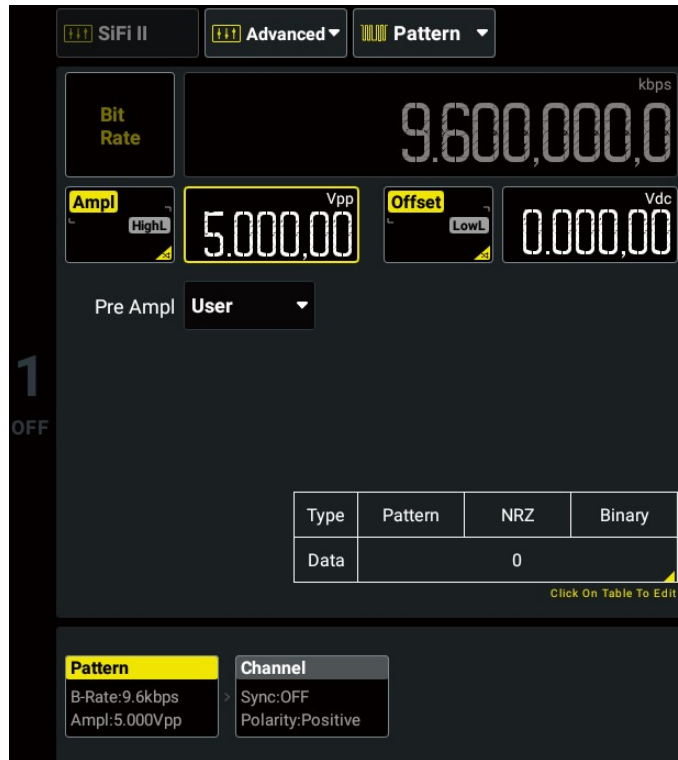 SiFi II
Advanced
Pattern
Bit
Rate
kbps
9.600,000,0
Ampl
HighL
Vpp
5.000,00
Offset
LowL
Vdc
0.000,00
Pre Ampl
User
1
OFF
Type Pattern NRZ Binary
Data 0
Click On Table To Edit
Pattern
B-Rate:9.6kbps
Ampl:5.000Vpp
>
Channel
Sync:OFF
Polarity:Positive